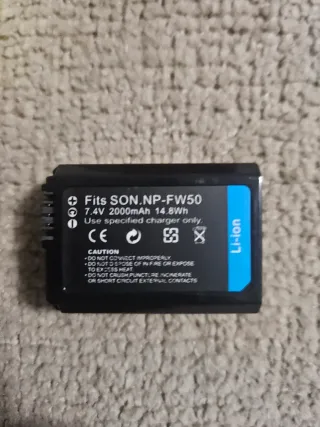 Fits SON.NP-FW50
7.4V 2000mAh 14.8Wh
Use specified charger only.
CE
CAUTION
• DO NOT CONNECT IMPROPERLY
• DO NOT DISPOSE OF IN-FIRE OR EXPOSE
TO EXCESS HEAT
• DO NOT CRUSH,PUNCTURE,INCINERATE
OR SHORT CIRCUIT EXTERNAL CONTACTS.
Li-ion